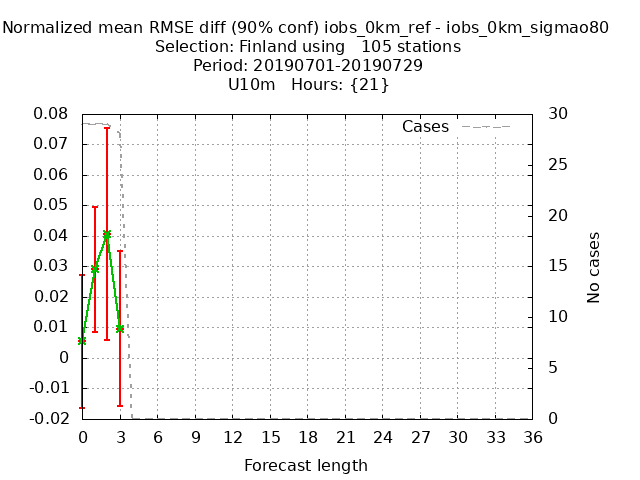 Normalized mean RMSE diff (90% conf) iobs_0km_ref - iobs_0km_sigmao80
Selection: Finland using   105 stations
Period: 20190701-20190729
U10m   Hours: {21}
Cases
0.08
0.07
0.06
0.05
0.04
0.03
0.02
0.01
0
-0.01
-0.02
30
25
20
15
10
5
0
No cases
0 3 6 9 12 15 18 21 24 27 30 33 36
Forecast length